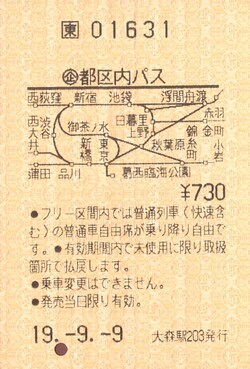 東 01631
企都区内パス
西荻窪 新宿 池袋 浮間舟渡
赤羽
日暮里
西大井 渋谷 御茶ノ水 上野 錦糸町 金町
新橋 東京 秋葉原 小岩
蒲田 品川 葛西臨海公園
¥730
●フリー区間内では普通列車(快速含
む)の普通車自由席が乗り降り自由で
す。●有効期間内で未使用に限り取扱
箇所で払戻します。
●乗車変更はできません。
●発売当日限り有効。
19.-9.-9 大森駅203発行